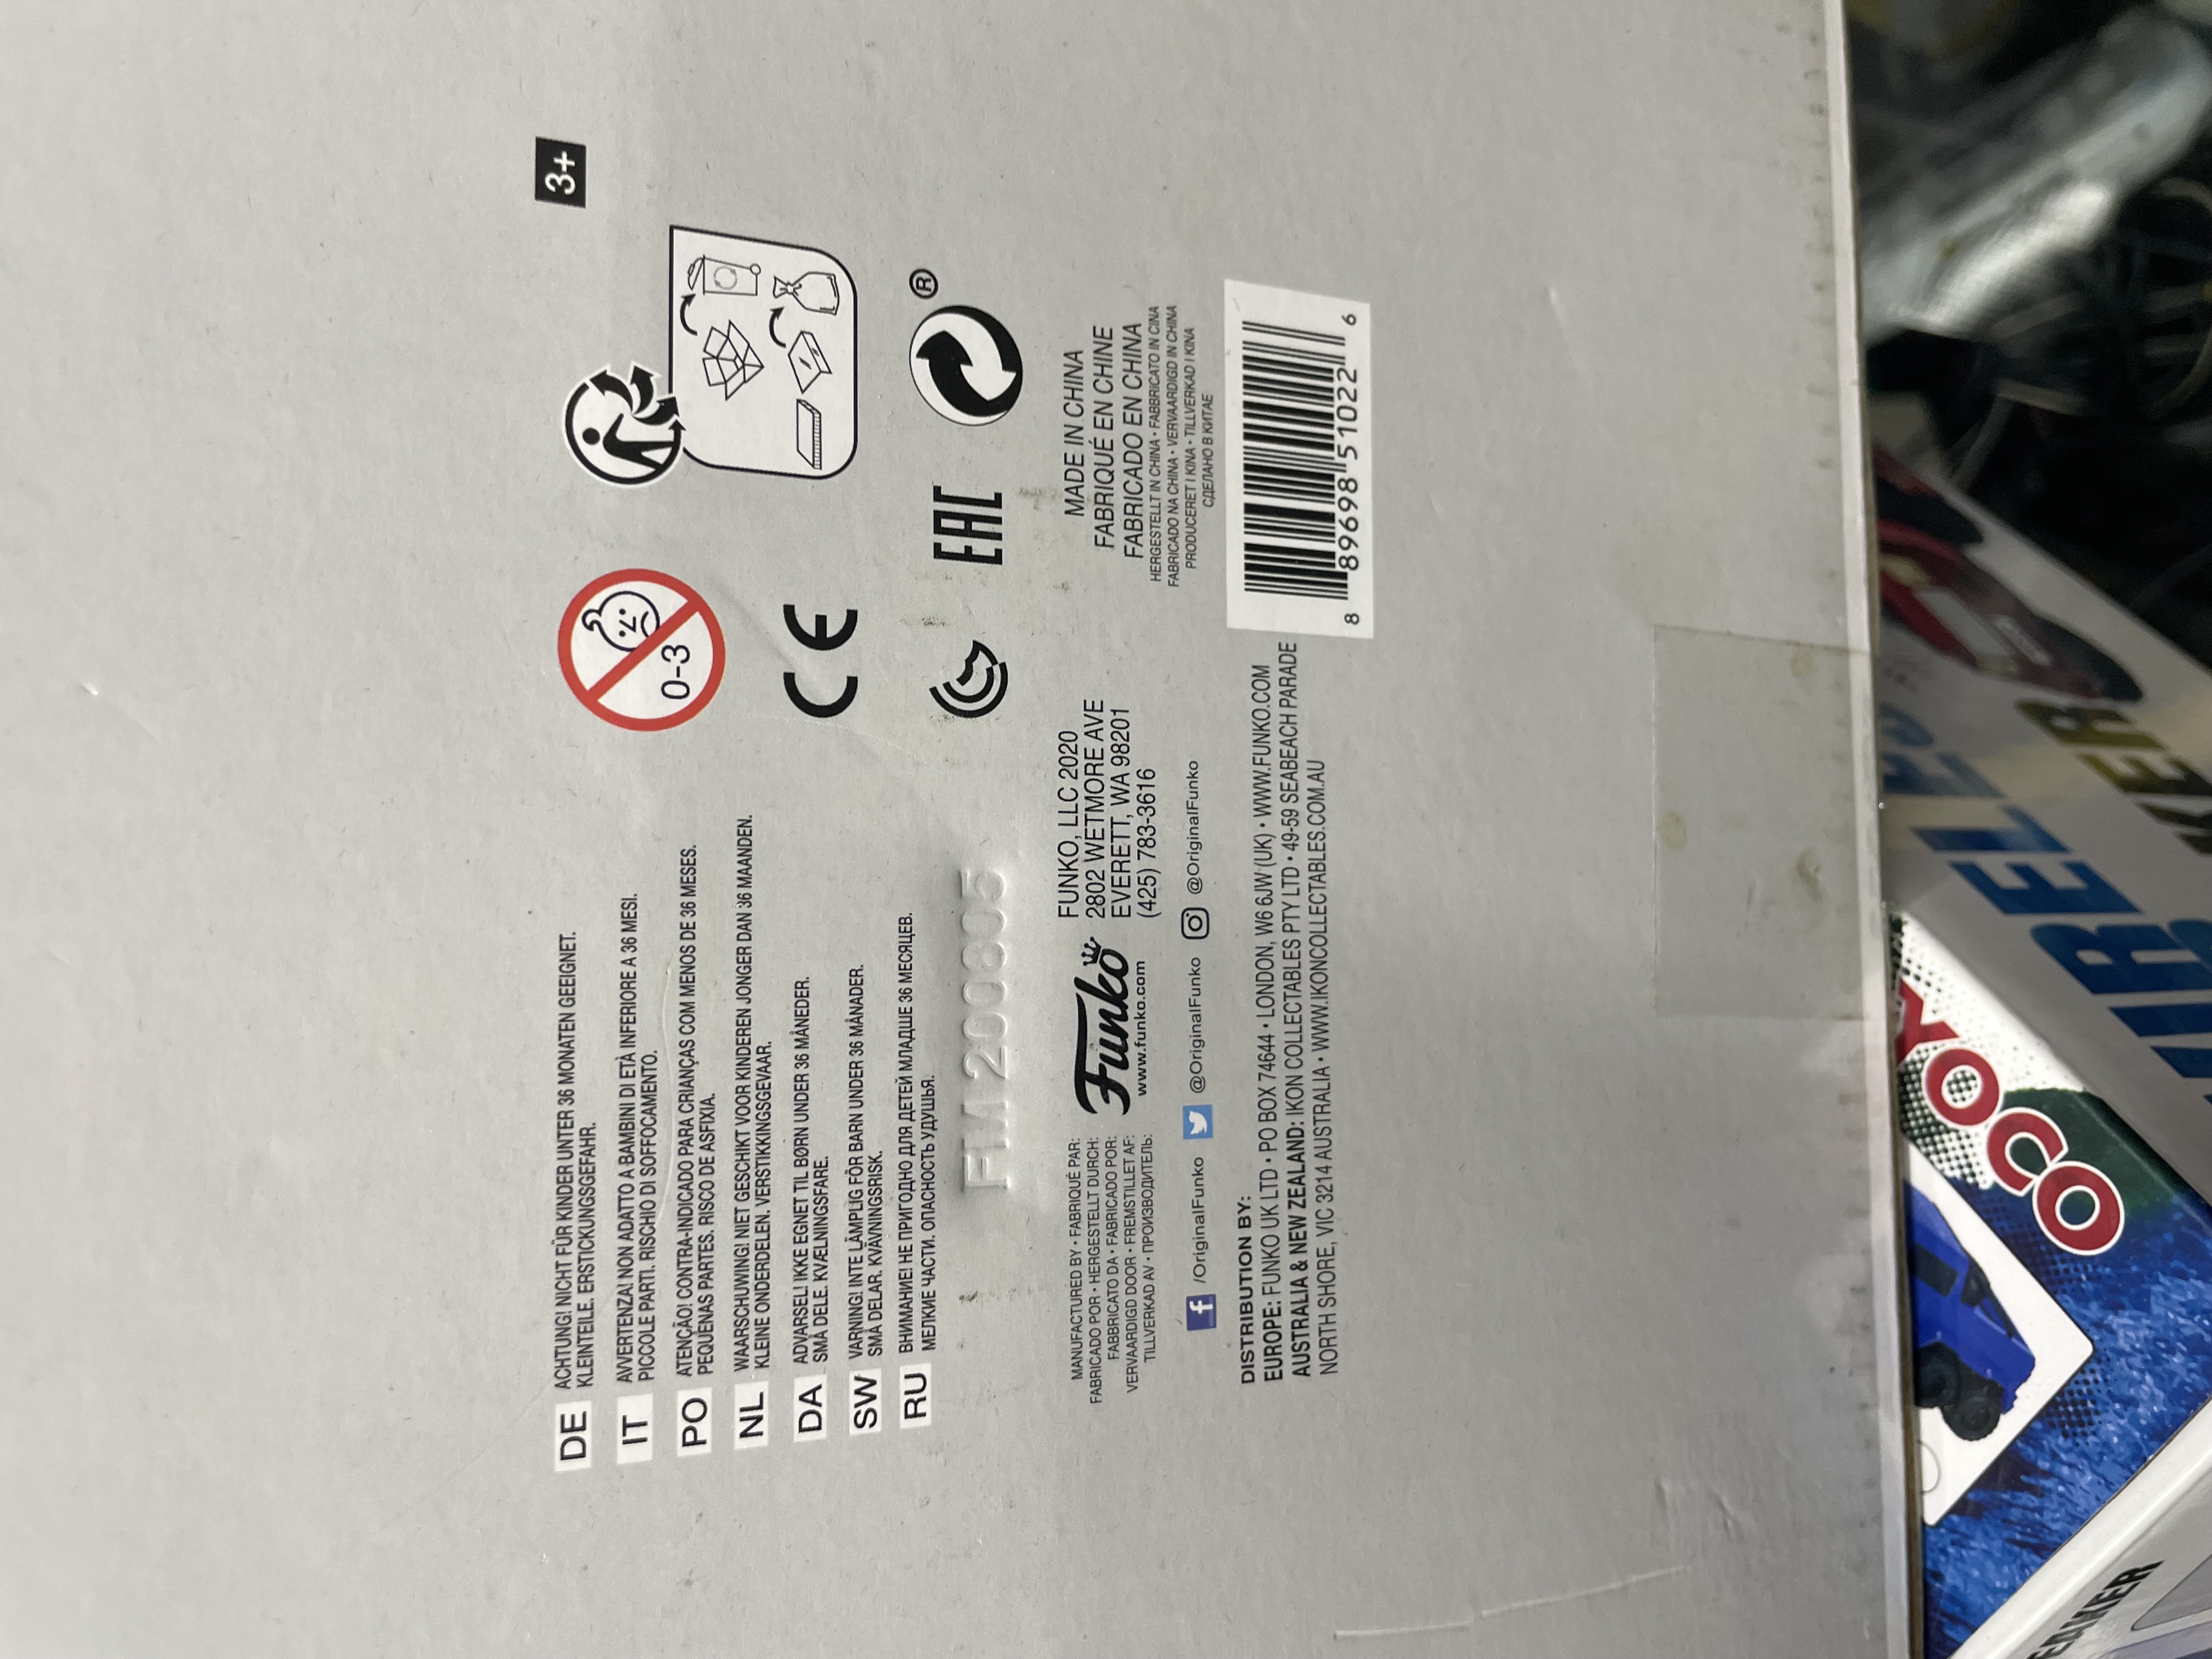 3+
DE
ACHTUNG! NICHT FÜR KINDER UNTER 36 MONATEN GEEIGNET.
KLEINTEILE. ERSTICKUNGSGEFAHR.
IT
AVVERTENZA! NON ADATTO A BAMBINI DI ETÀ INFERIORE A 36 MESI.
PICCOLE PARTI. RISCHIO DI SOFFOCAMENTO.
PO
ATENÇÃO! CONTRA-INDICADO PARA CRIANÇAS COM MENOS DE 36 MESES.
PEQUENAS PARTES. RISCO DE ASFIXIA.
NL
WAARSCHUWING! NIET GESCHIKT VOOR KINDEREN JONGER DAN 36 MAANDEN.
KLEINE ONDERDELEN. VERSTIKKINGSGEVAAR.
DA
ADVARSEL! IKKE EGNET TIL BØRN UNDER 36 MÅNEDER.
SMÅ DELE. KVÆLNINGSFARE.
SW
VARNING! INTE LÄMPLIG FÖR BARN UNDER 36 MÅNADER.
SMÅ DELAR. KVÄVNINGSRISK.
RU
ВНИМАНИЕ! НЕ ПРИГОДНО ДЛЯ ДЕТЕЙ МЛАДШЕ 36 МЕСЯЦЕВ.
МЕЛКИЕ ЧАСТИ. ОПАСНОСТЬ УДУШЬЯ.
0-3
CE
EAC
®
FM 200805
MANUFACTURED BY • FABRIQUÉ PAR:
FABRICADO POR • HERGESTELLT DURCH:
FABBRICATO DA • FABRICADO POR:
VERVAARDIGD DOOR • FREMSTILLET AF:
TILLVERKAD AV • ПРОИЗВОДИТЕЛЬ:
Funko
www.funko.com
FUNKO, LLC 2020
2802 WETMORE AVE
EVERETT, WA 98201
(425) 783-3616
MADE IN CHINA
FABRIQUÉ EN CHINE
FABRICADO EN CHINA
HERGESTELLT IN CHINA • FABBRICATO IN CINA
FABRICADO NA CHINA • VERVAARDIGD IN CHINA
PRODUCERET I KINA • TILLVERKAD I KINA
СДЕЛАНО В КИТАЕ
/OriginalFunko @OriginalFunko @OriginalFunko
DISTRIBUTION BY:
EUROPE: FUNKO UK LTD • PO BOX 74644 • LONDON, W6 6JW (UK) • WWW.FUNKO.COM
AUSTRALIA & NEW ZEALAND: IKON COLLECTABLES PTY LTD • 49-59 SEABEACH PARADE
NORTH SHORE, VIC 3214 AUSTRALIA • WWW.IKONCOLLECTABLES.COM.AU
8 89698 51022 6